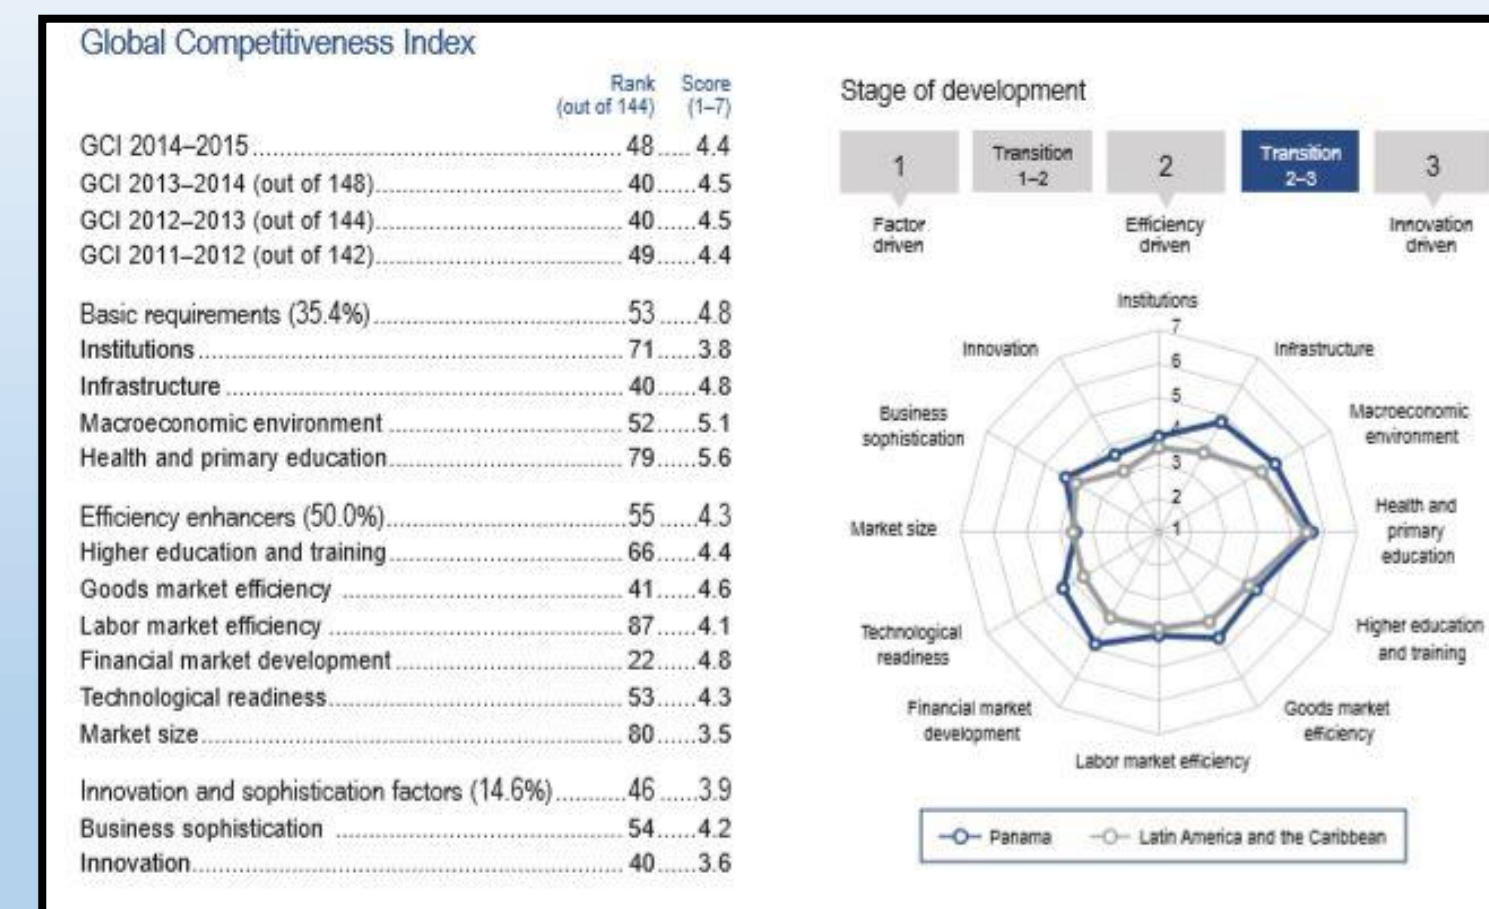 Global Competitiveness Index
Rank Score
(out of 144) (1–7)
GCI 2014–2015 48 4.4
GCI 2013–2014 (out of 148) 40 4.5
GCI 2012–2013 (out of 144) 40 4.5
GCI 2011–2012 (out of 142) 49 4.4
Basic requirements (35.4%) 53 4.8
Institutions 71 3.8
Infrastructure 40 4.8
Macroeconomic environment 52 5.1
Health and primary education 79 5.6
Efficiency enhancers (50.0%) 55 4.3
Higher education and training 66 4.4
Goods market efficiency 41 4.6
Labor market efficiency 87 4.1
Financial market development 22 4.8
Technological readiness 53 4.3
Market size 80 3.5
Innovation and sophistication factors (14.6%) 46 3.9
Business sophistication 54 4.2
Innovation 40 3.6
Stage of development
1
Transition
1–2
2
Transition
2–3
3
Factor
driven
Efficiency
driven
Innovation
driven
Institutions
Infrastructure
Macroeconomic
environment
Health and
primary
education
Higher education
and training
Goods market
efficiency
Labor market efficiency
Financial market
development
Technological
readiness
Market size
Business
sophistication
Innovation
7
6
5
4
3
2
1
Panama
Latin America and the Caribbean